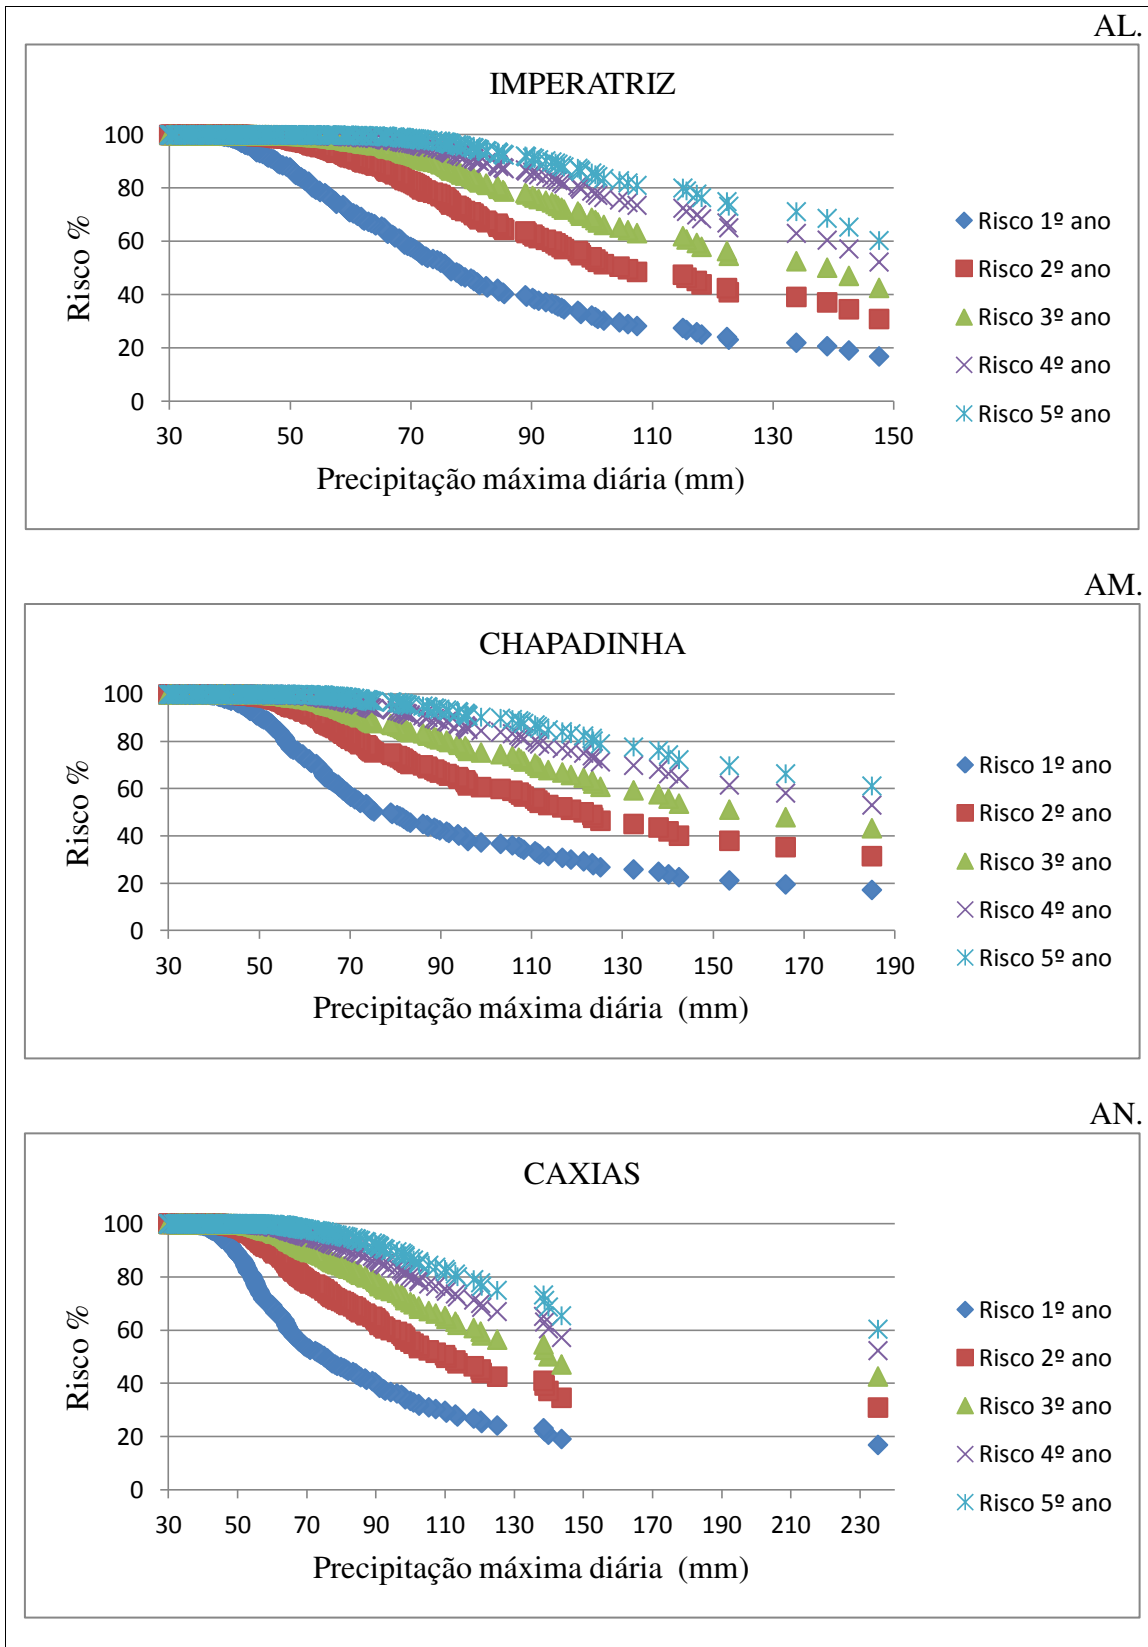 AL.
IMPERATRIZ
100
80
60
40
20
0
Risco %
30 50 70 90 110 130 150
Precipitação máxima diária (mm)
Risco 1º ano
Risco 2º ano
Risco 3º ano
Risco 4º ano
Risco 5º ano
AM.
CHAPADINHA
100
80
60
40
20
0
Risco %
30 50 70 90 110 130 150 170 190
Precipitação máxima diária (mm)
Risco 1º ano
Risco 2º ano
Risco 3º ano
Risco 4º ano
Risco 5º ano
AN.
CAXIAS
100
80
60
40
20
0
Risco %
30 50 70 90 110 130 150 170 190 210 230
Precipitação máxima diária (mm)
Risco 1º ano
Risco 2º ano
Risco 3º ano
Risco 4º ano
Risco 5º ano